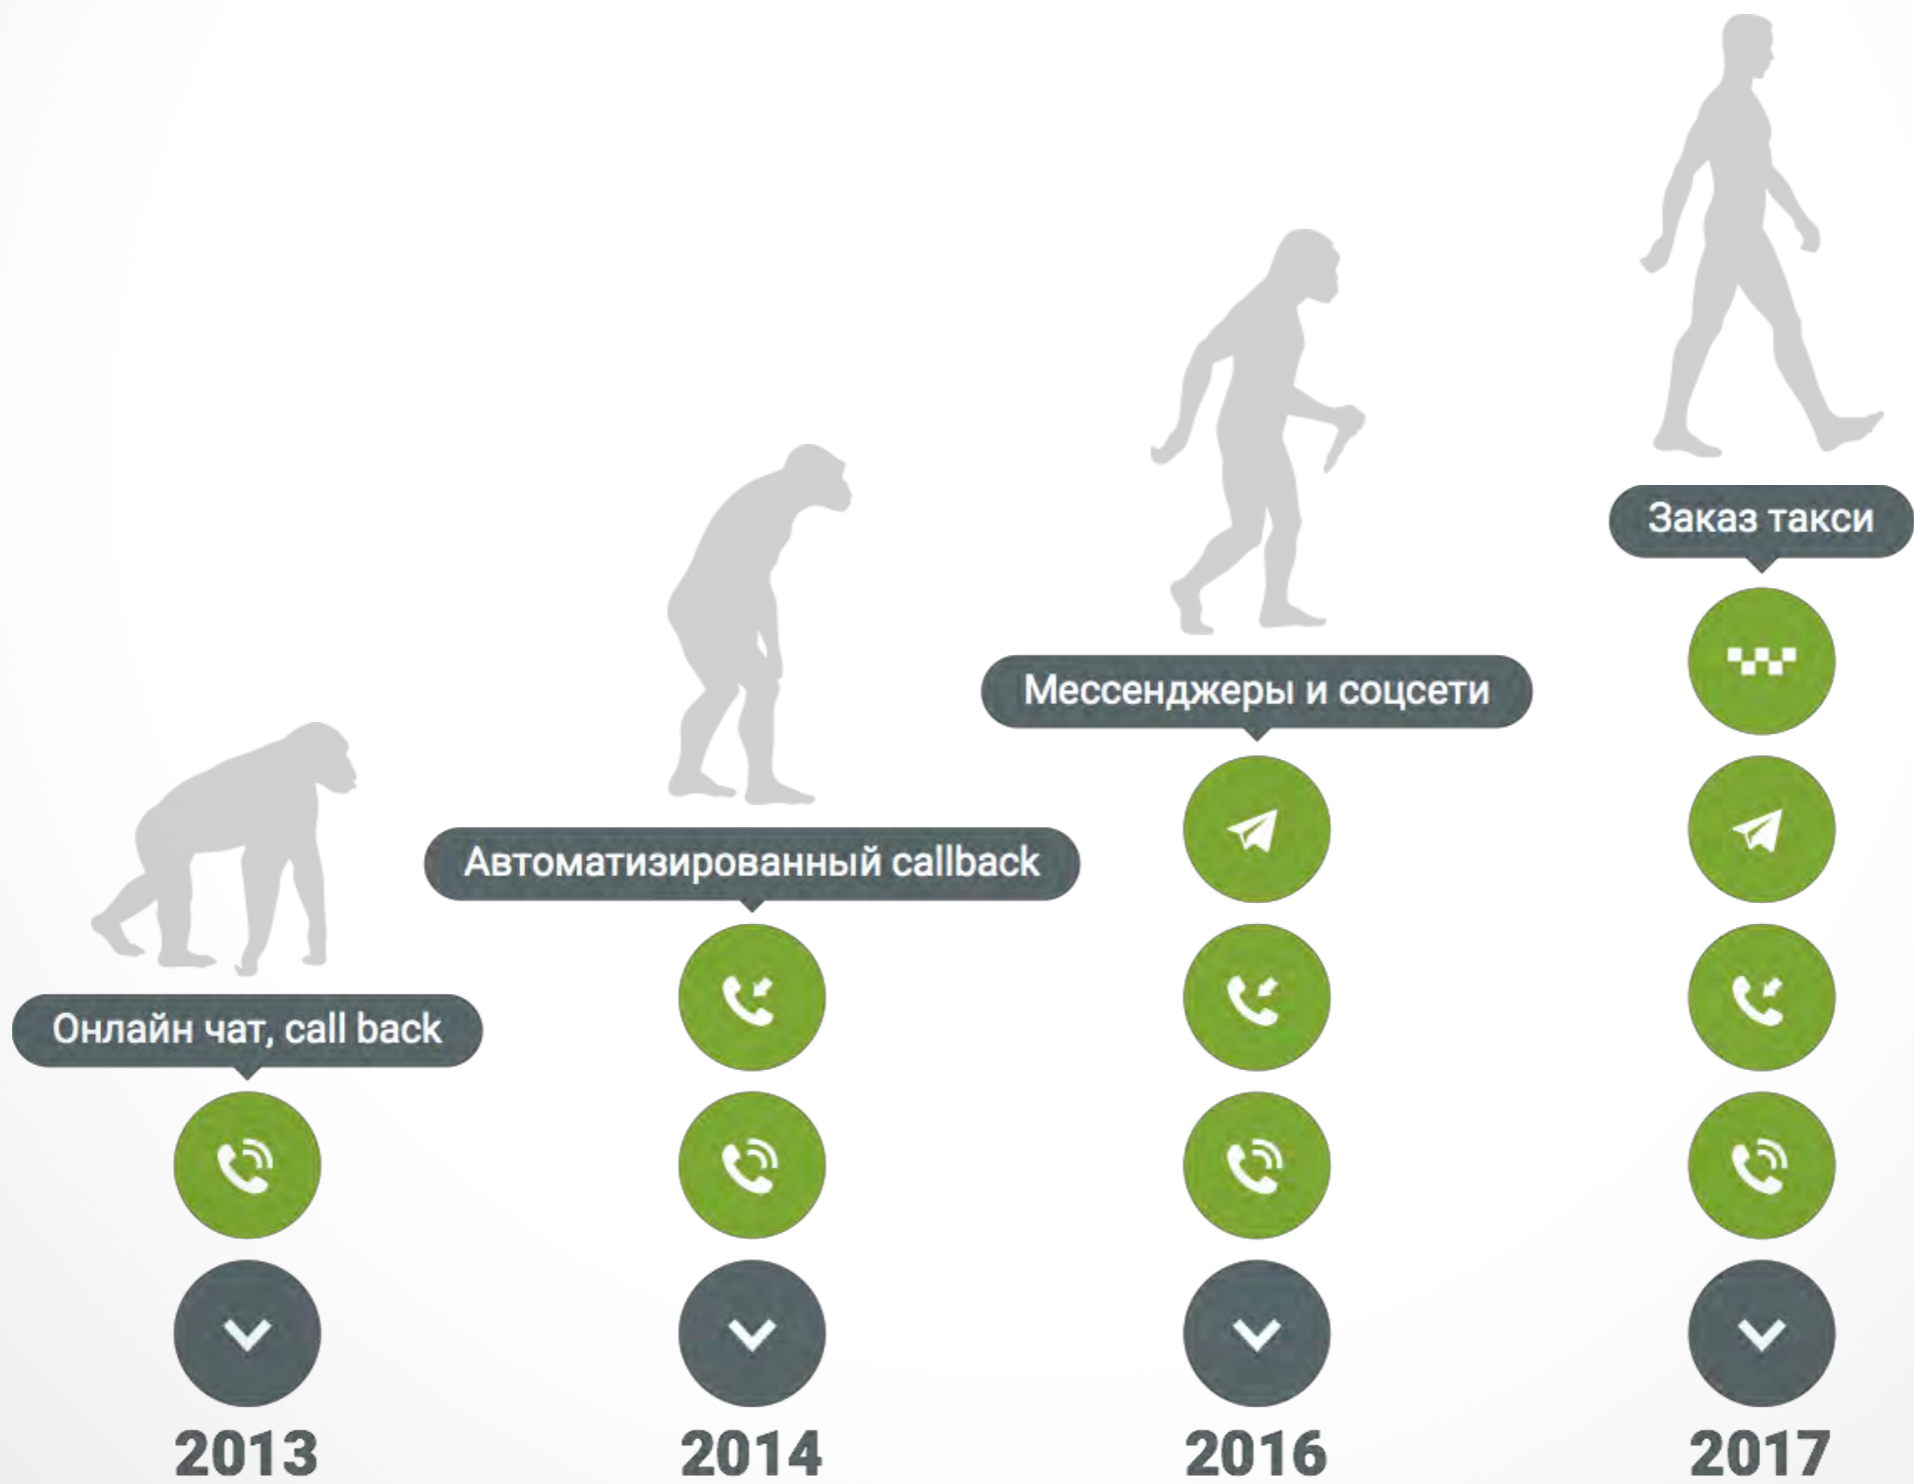 Заказ такси
Мессенджеры и соцсети
Автоматизированный callback
Онлайн чат, call back
2013
2014
2016
2017